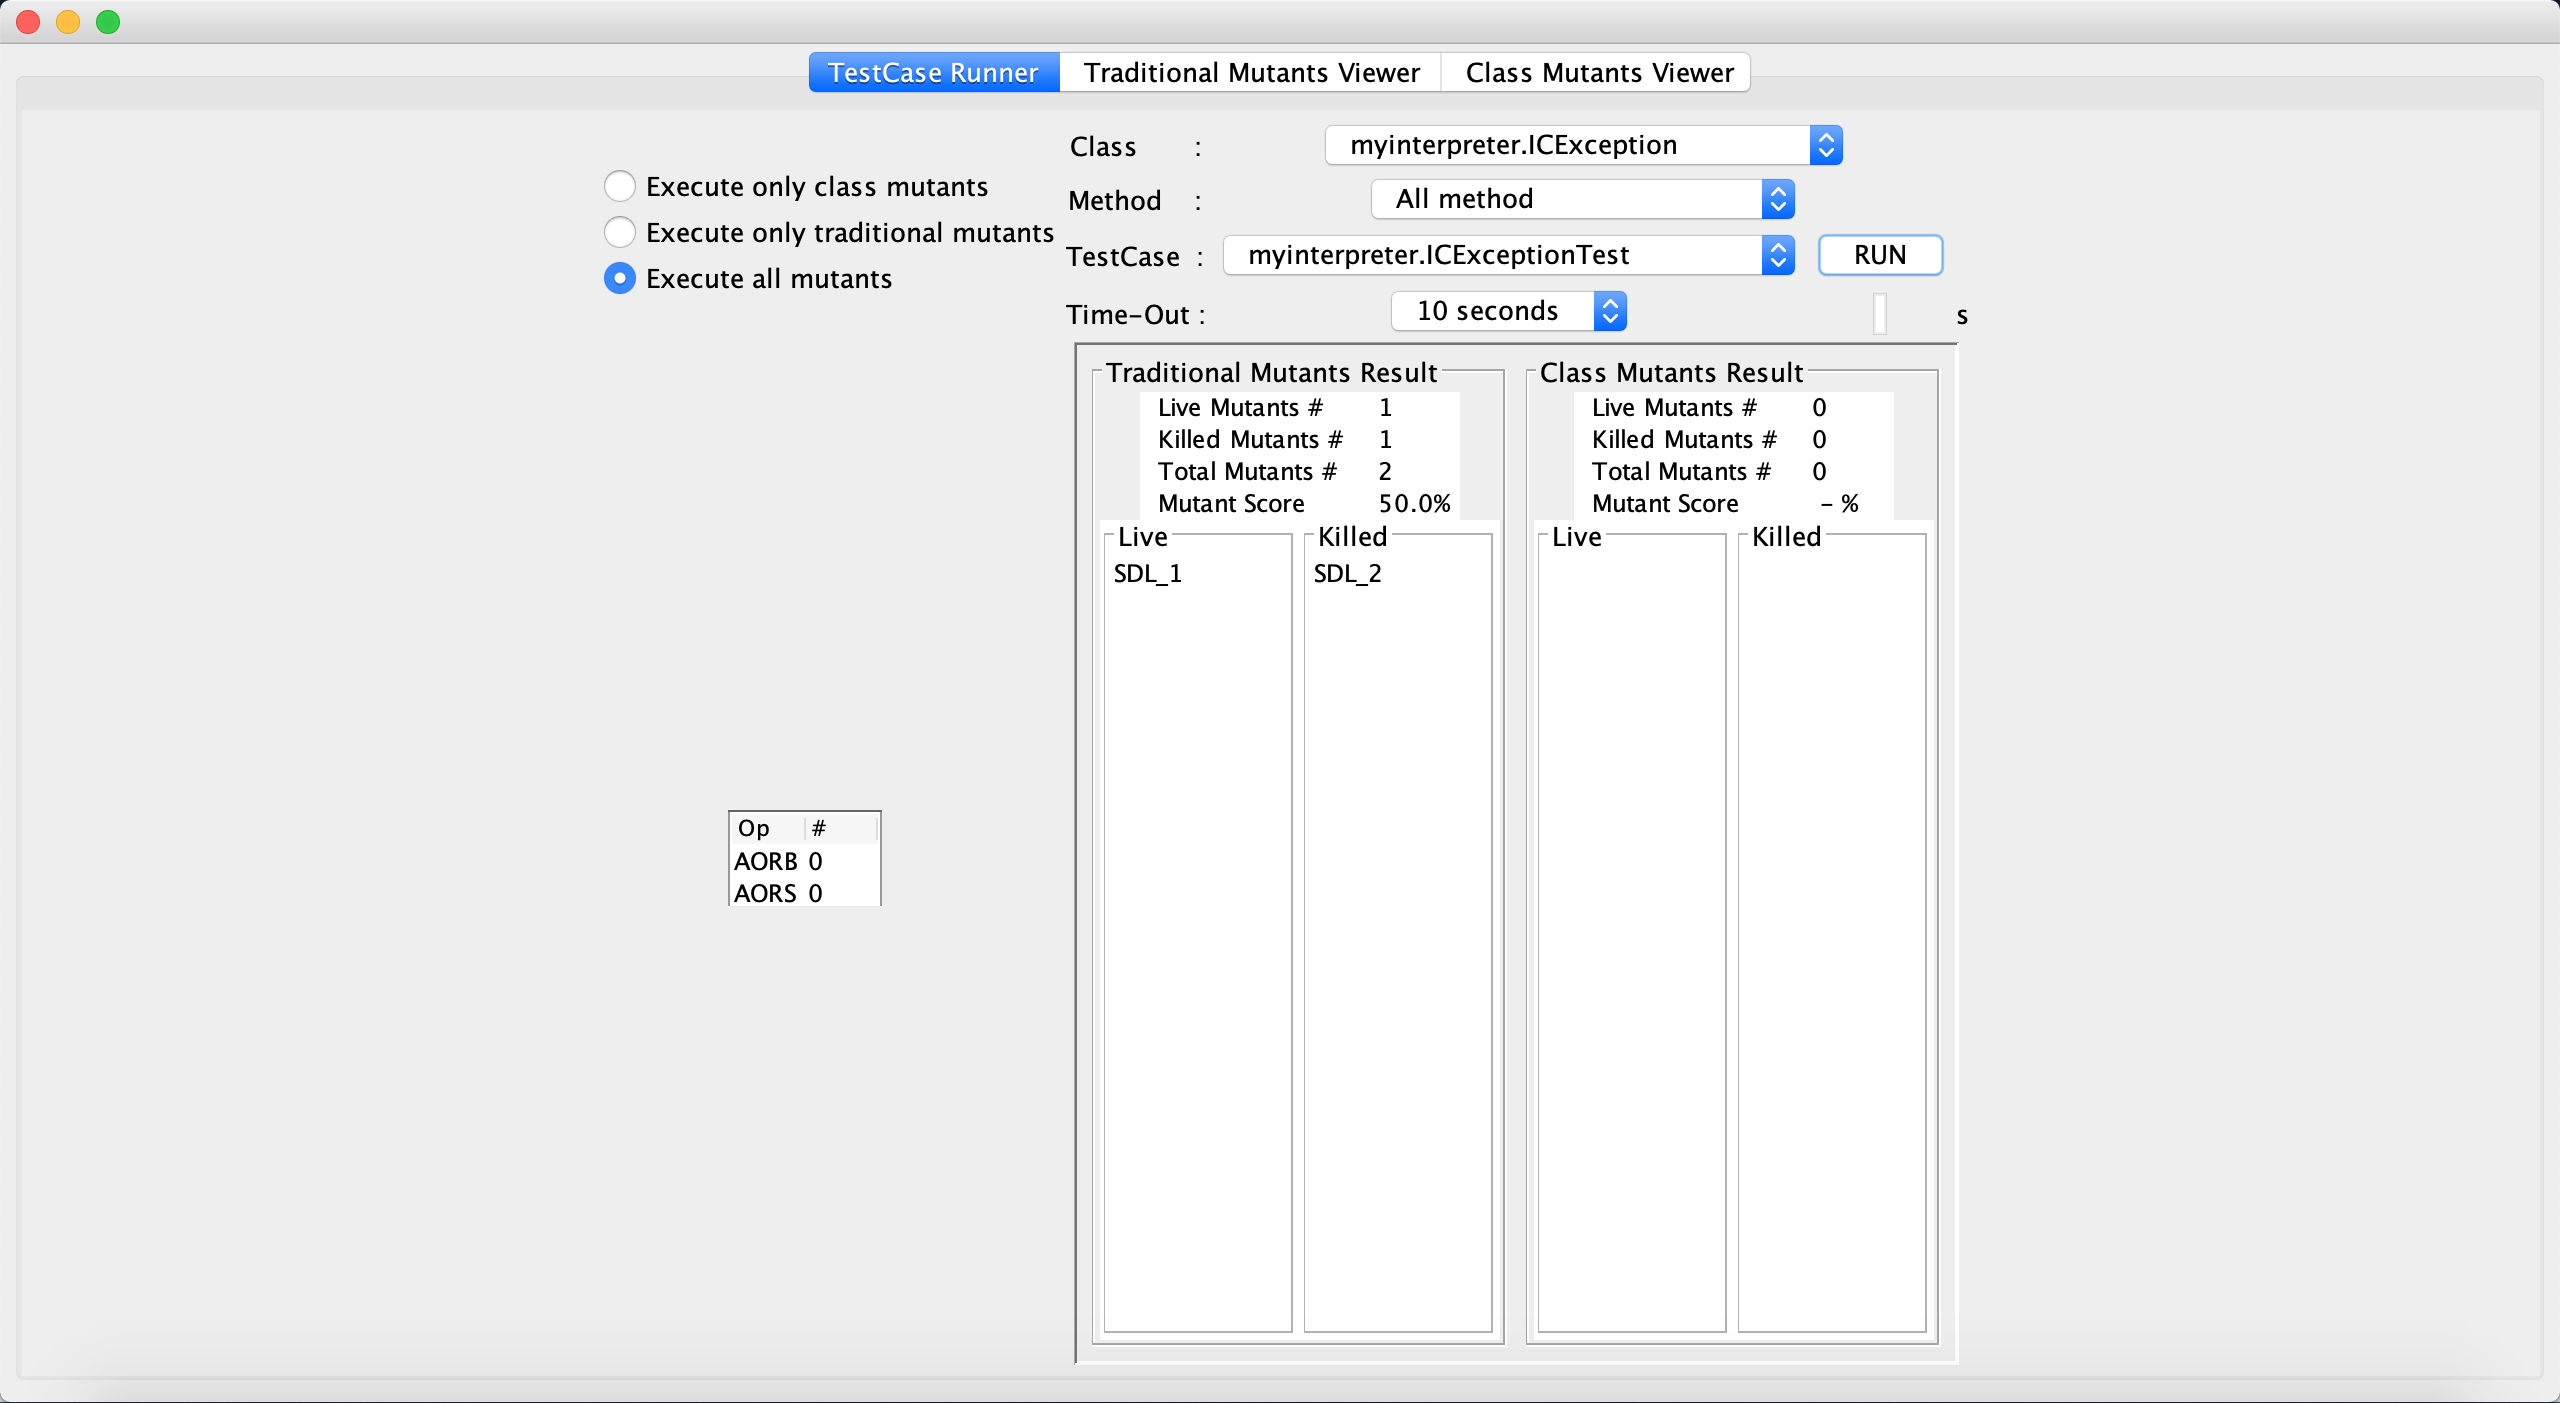 TestCase Runner Traditional Mutants Viewer Class Mutants Viewer
Execute only class mutants
Execute only traditional mutants
Execute all mutants
Class : myinterpreter.ICException
Method : All method
TestCase : myinterpreter.ICExceptionTest RUN
Time-Out : 10 seconds s
Traditional Mutants Result
Live Mutants # 1
Killed Mutants # 1
Total Mutants # 2
Mutant Score 50.0%
Live Killed
SDL_1 SDL_2
Class Mutants Result
Live Mutants # 0
Killed Mutants # 0
Total Mutants # 0
Mutant Score - %
Live Killed
Op #
AORB 0
AORS 0